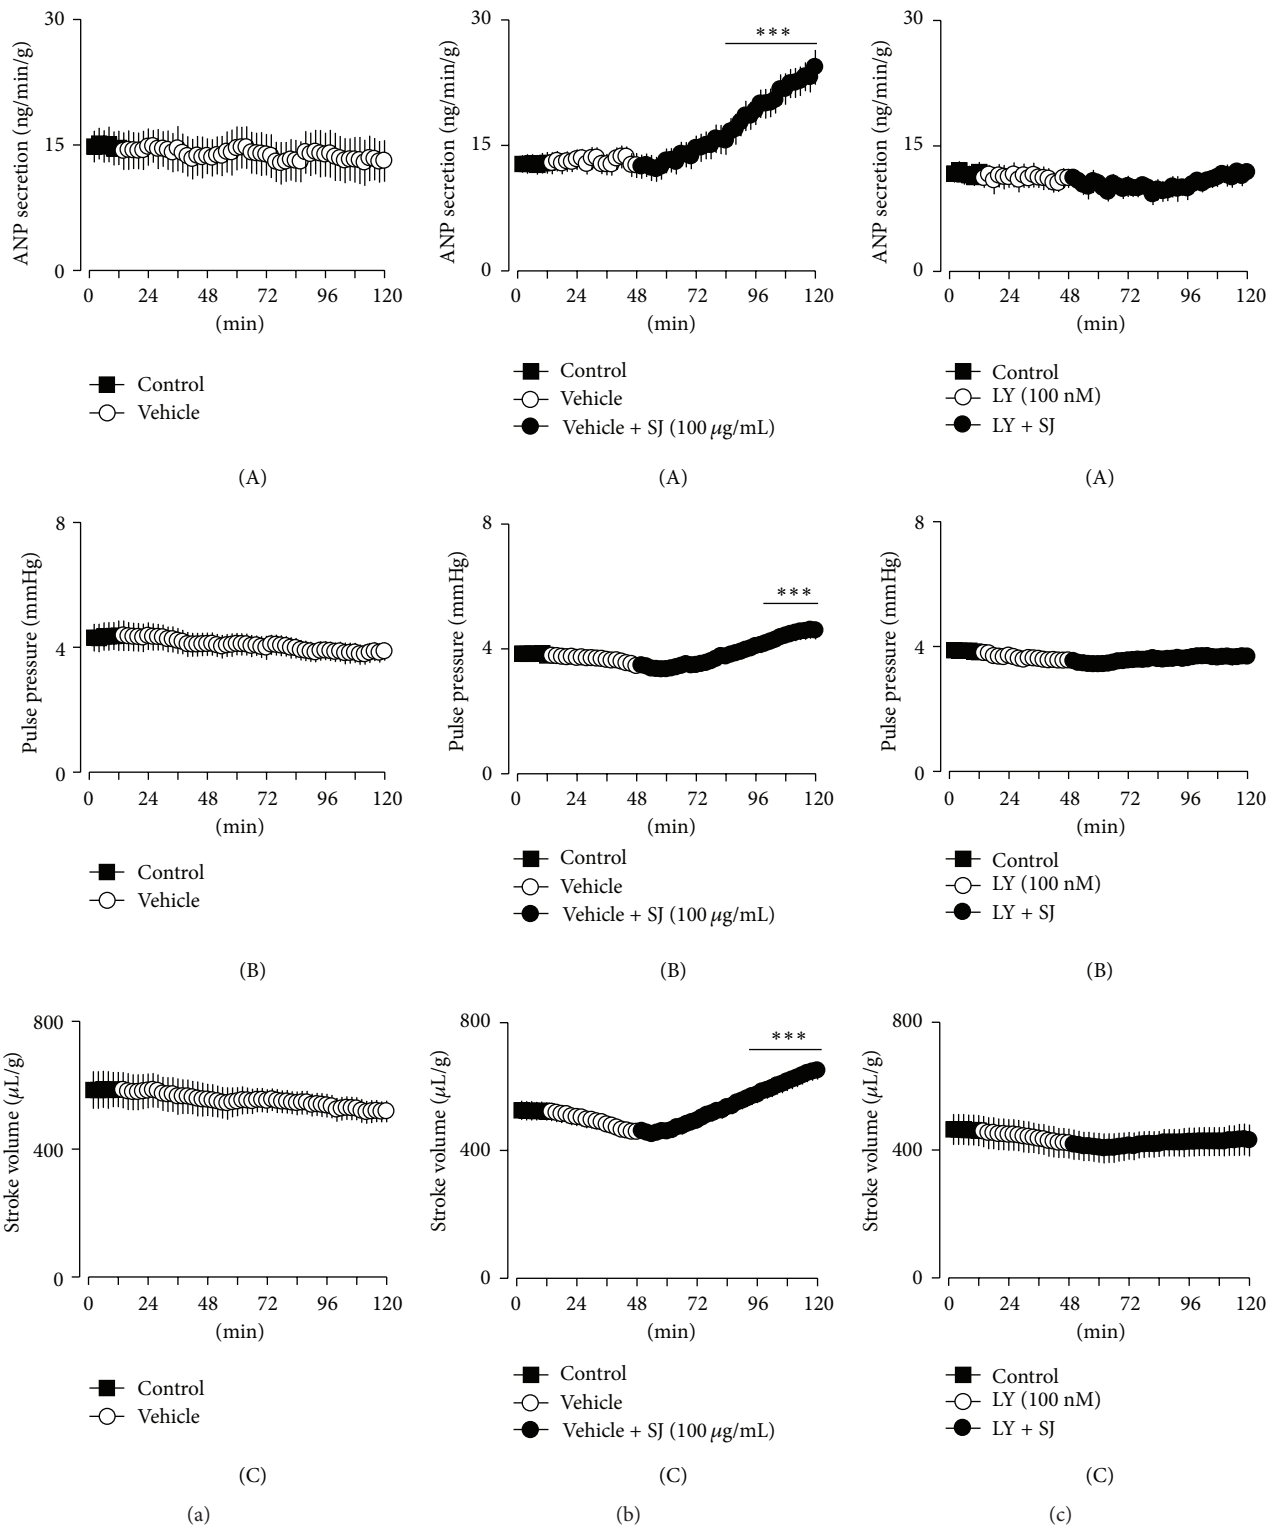 30
15
0
ANP secretion (ng/min/g)
0 24 48 72 96 120
(min)
Control
Vehicle
(A)
30
15
0
ANP secretion (ng/min/g)
***
0 24 48 72 96 120
(min)
Control
Vehicle
Vehicle + SJ (100 μg/mL)
(A)
30
15
0
ANP secretion (ng/min/g)
0 24 48 72 96 120
(min)
Control
LY (100 nM)
LY + SJ
(A)
8
4
0
Pulse pressure (mmHg)
0 24 48 72 96 120
(min)
Control
Vehicle
(B)
8
4
0
Pulse pressure (mmHg)
***
0 24 48 72 96 120
(min)
Control
Vehicle
Vehicle + SJ (100 μg/mL)
(B)
8
4
0
Pulse pressure (mmHg)
0 24 48 72 96 120
(min)
Control
LY (100 nM)
LY + SJ
(B)
800
400
0
Stroke volume (μL/g)
0 24 48 72 96 120
(min)
Control
Vehicle
(C)
800
400
0
Stroke volume (μL/g)
***
0 24 48 72 96 120
(min)
Control
Vehicle
Vehicle + SJ (100 μg/mL)
(C)
800
400
0
Stroke volume (μL/g)
0 24 48 72 96 120
(min)
Control
LY (100 nM)
LY + SJ
(C)
(a)
(b)
(c)